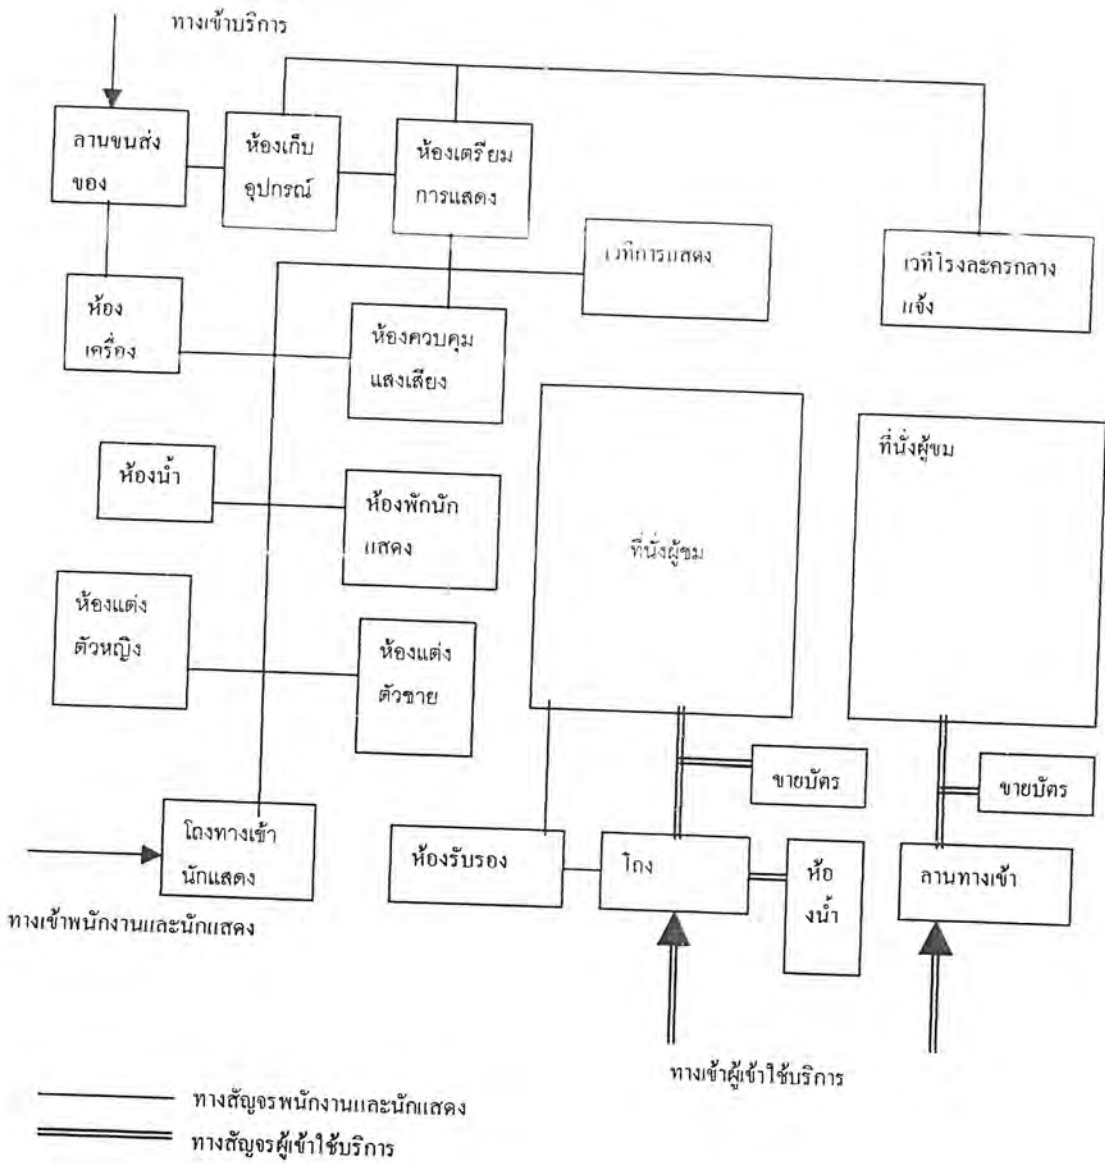 ทางเข้าบริการ
ลานขนส่ง
ของ
ห้องเก็บ
อุปกรณ์
ห้องเตรียม
การแสดง
เวทีการแสดง
เวทีโรงละครกลาง
แจ้ง
ห้อง
เครื่อง
ห้องควบคุม
แสงเสียง
ห้องน้ำ
ห้องพักนัก
แสดง
ที่นั่งผู้ชม
ที่นั่งผู้ชม
ห้องแต่ง
ตัวหญิง
ห้องแต่ง
ตัวชาย
ขายบัตร
ขายบัตร
โถงทางเข้า
นักแสดง
ห้องรับรอง
โถง
ห้อ
งน้ำ
ลานทางเข้า
ทางเข้าพนักงานและนักแสดง
ทางเข้าผู้เข้าใช้บริการ
ทางสัญจรพนักงานและนักแสดง
ทางสัญจรผู้เข้าใช้บริการ